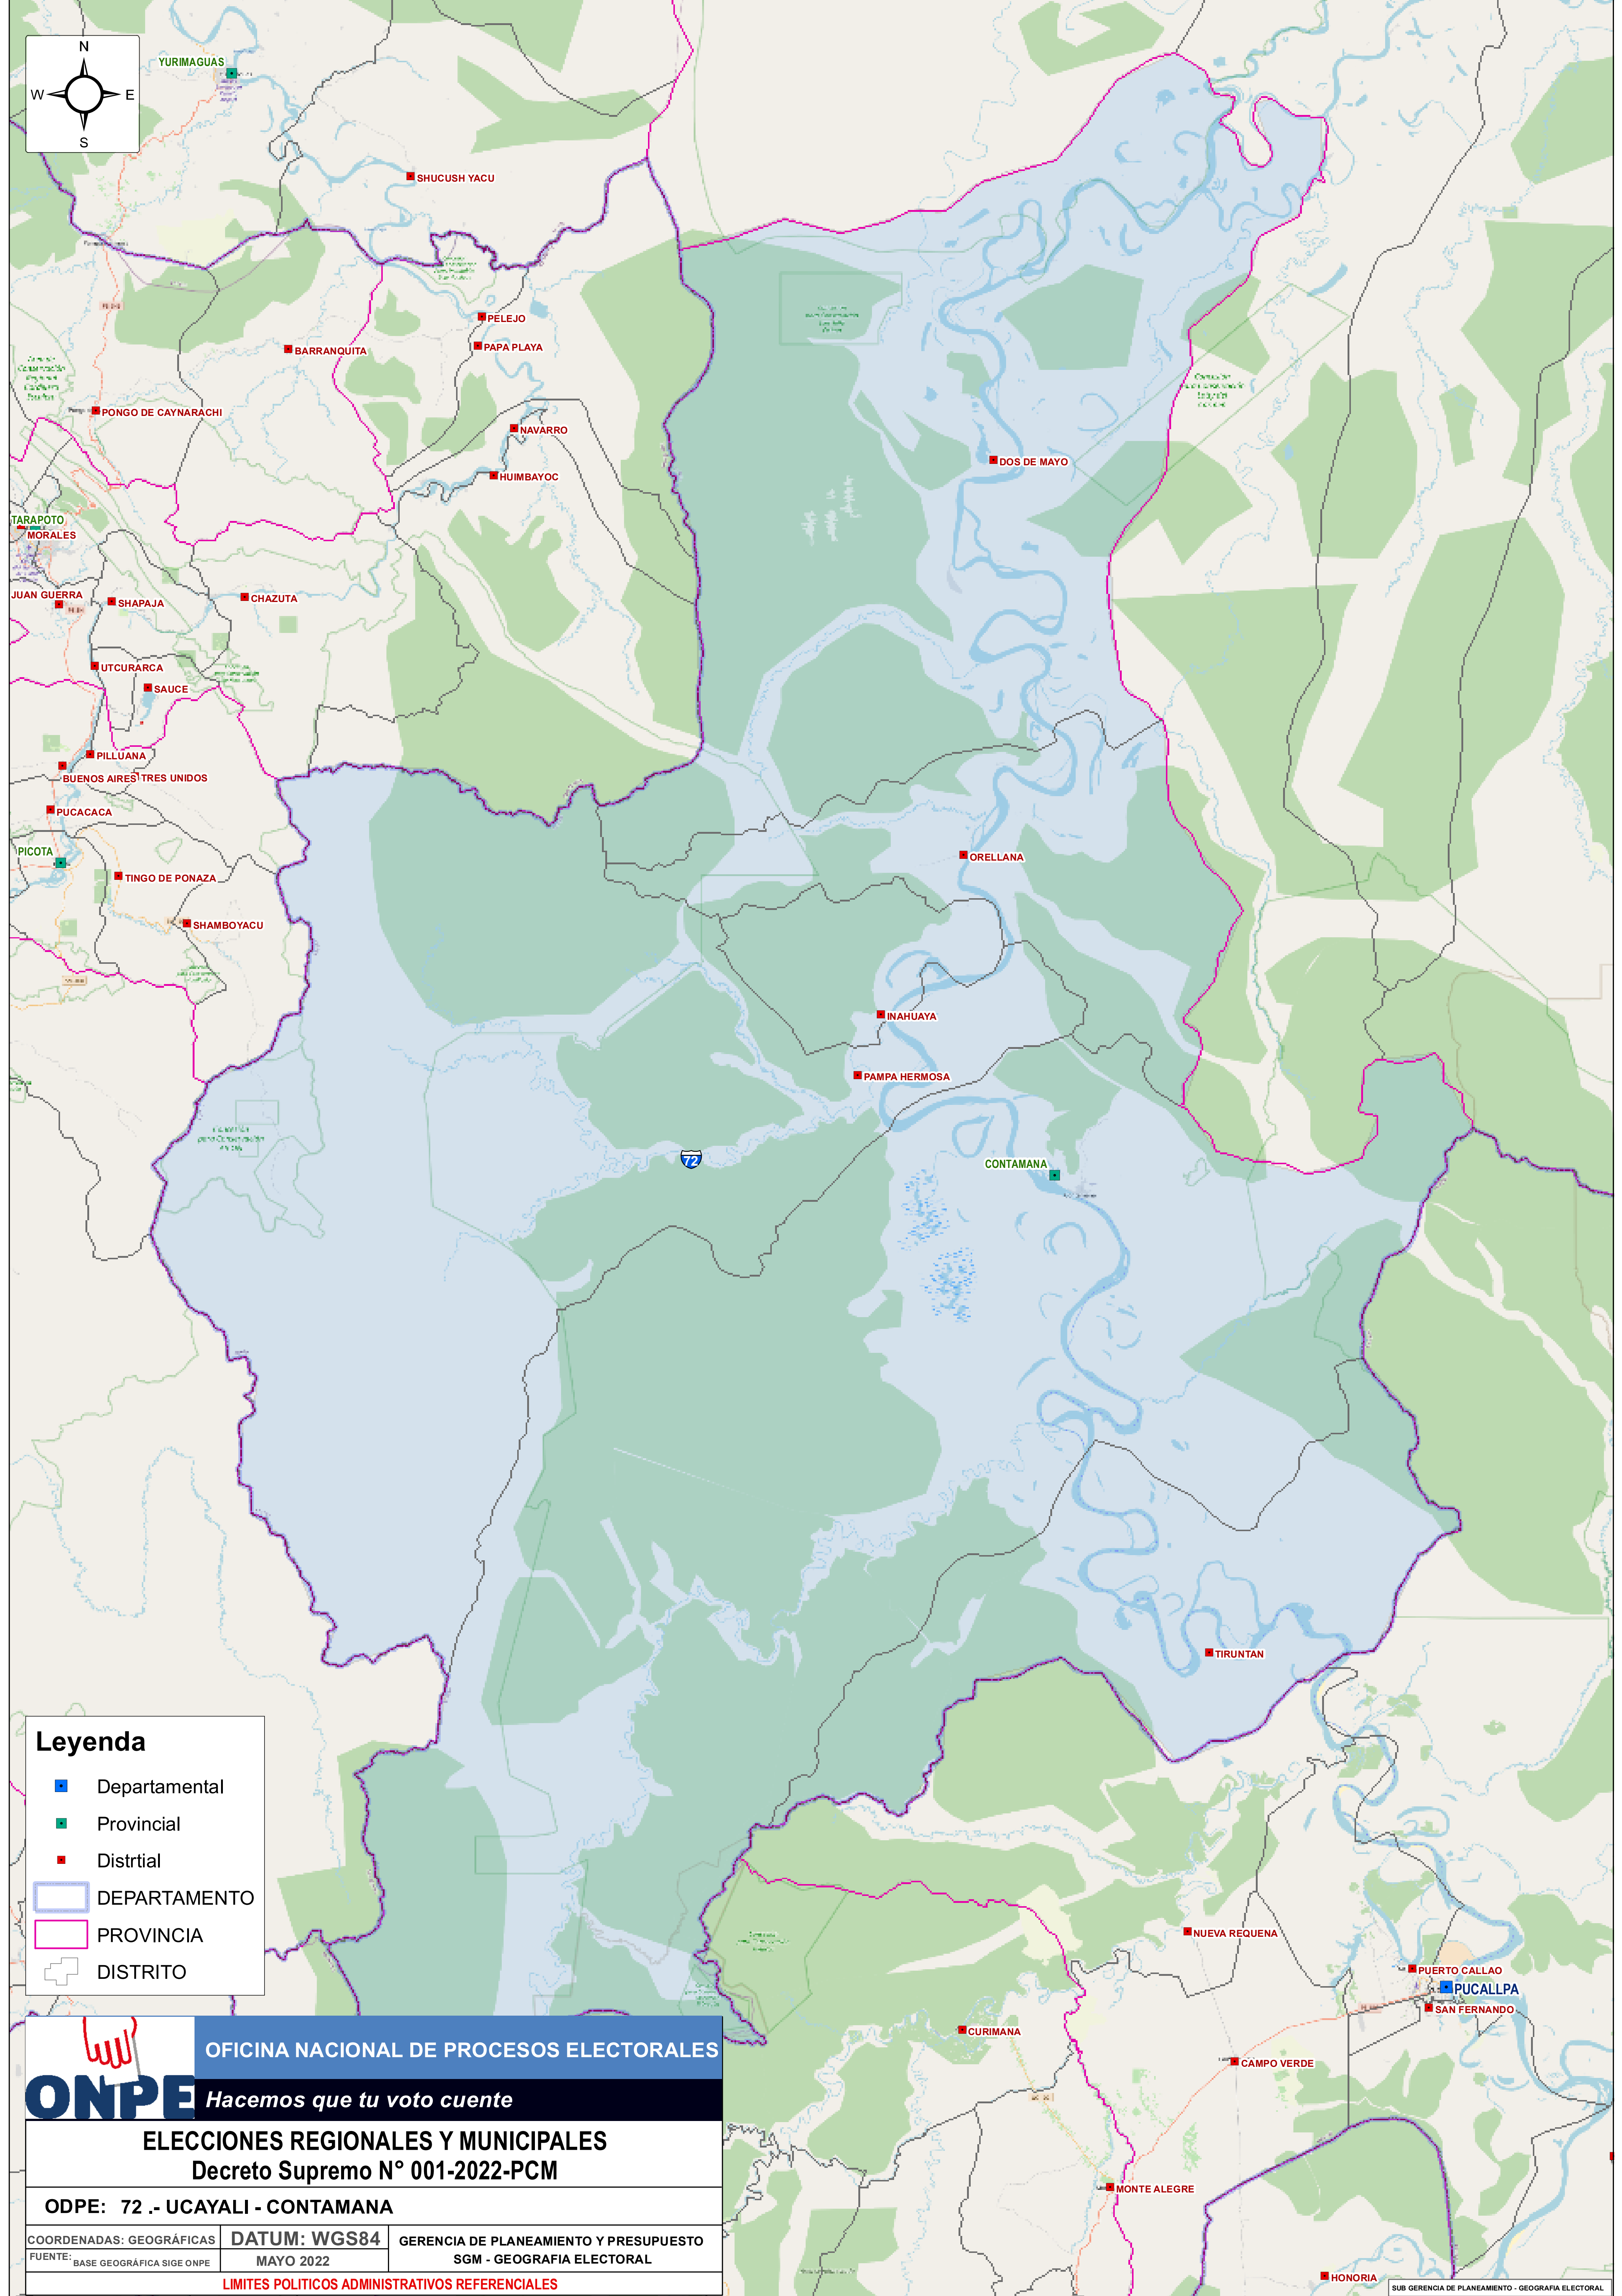 N
W E
S
YURIMAGUAS
SHUCUSH YACU
PELEJO
PAPA PLAYA
BARRANQUITA
PONGO DE CAYNARACHI
NAVARRO
HUIMBAYOC
DOS DE MAYO
TARAPOTO
MORALES
JUAN GUERRA
SHAPAJA
CHAZUTA
UTCURARCA
SAUCE
PILLUANA
BUENOS AIRES
TRES UNIDOS
PUCACACA
PICOTA
TINGO DE PONAZA
SHAMBOYACU
ORELLANA
INAHUAYA
PAMPA HERMOSA
72
CONTAMANA
TIRUNTAN
NUEVA REQUENA
PUERTO CALLAO
PUCALLPA
SAN FERNANDO
CURIMANA
CAMPO VERDE
MONTE ALEGRE
HONORIA
Leyenda
Departamental
Provincial
Distrtial
DEPARTAMENTO
PROVINCIA
DISTRITO
ONPE
OFICINA NACIONAL DE PROCESOS ELECTORALES
Hacemos que tu voto cuente
ELECCIONES REGIONALES Y MUNICIPALES
Decreto Supremo N° 001-2022-PCM
ODPE: 72 .- UCAYALI - CONTAMANA
COORDENADAS: GEOGRÁFICAS
DATUM: WGS84
GERENCIA DE PLANEAMIENTO Y PRESUPUESTO
FUENTE: BASE GEOGRÁFICA SIGE ONPE
MAYO 2022
SGM - GEOGRAFIA ELECTORAL
LIMITES POLITICOS ADMINISTRATIVOS REFERENCIALES
SUB GERENCIA DE PLANEAMIENTO - GEOGRAFIA ELECTORAL